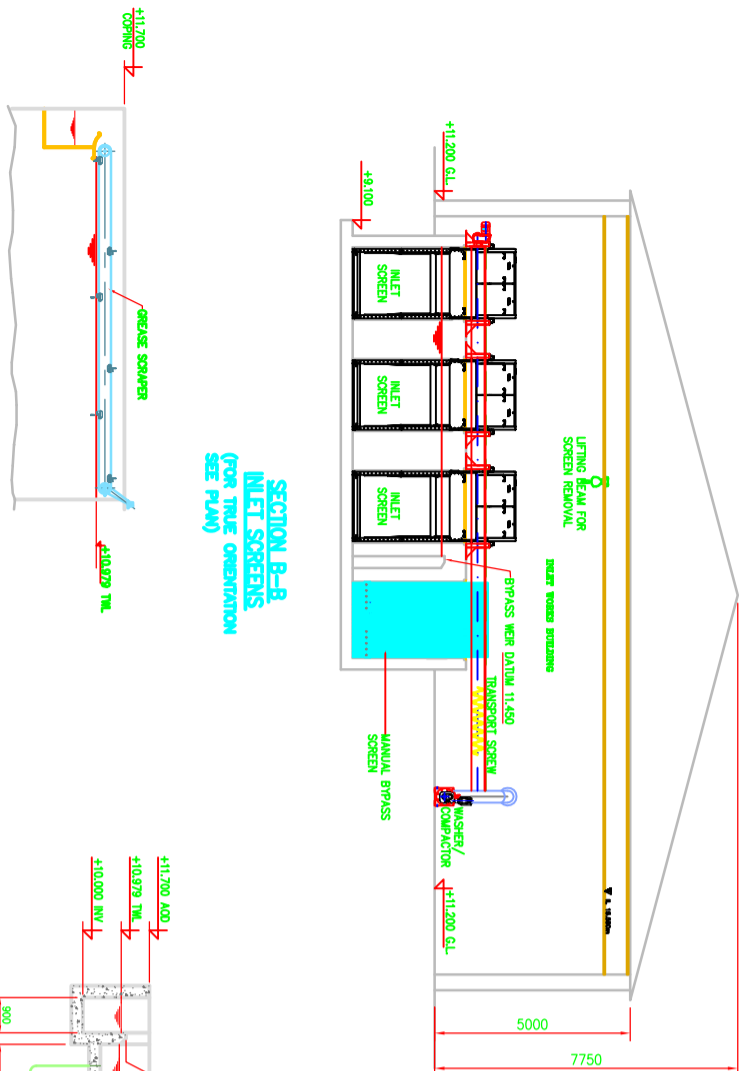 +11.700
COPING
GREASE SCRAPER
+10.979 TWL
+11.200 G.L.
+9.100
INLET
SCREEN
INLET
SCREEN
INLET
SCREEN
LIFTING BEAM FOR
SCREEN REMOVAL
INLET WORKS BUILDING
BYPASS WEIR DATUM 11.450
TRANSPORT SCREW
MANUAL BYPASS
SCREEN
WASHER/
COMPACTOR
+11.200 G.L.
5000
7750
SECTION B-B
INLET SCREENS
(FOR TRUE ORIENTATION
SEE PLAN)
+11.700 AOD
+10.979 TWL
+10.000 INV
900